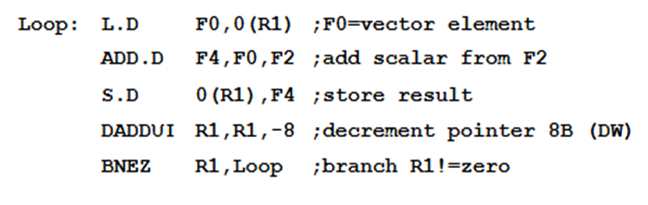 Loop: L.D F0,0(R1) ;F0=vector element
ADD.D F4,F0,F2 ;add scalar from F2
S.D 0(R1),F4 ;store result
DADDUI R1,R1,-8 ;decrement pointer 8B (DW)
BNEZ R1,Loop ;branch R1!=zero